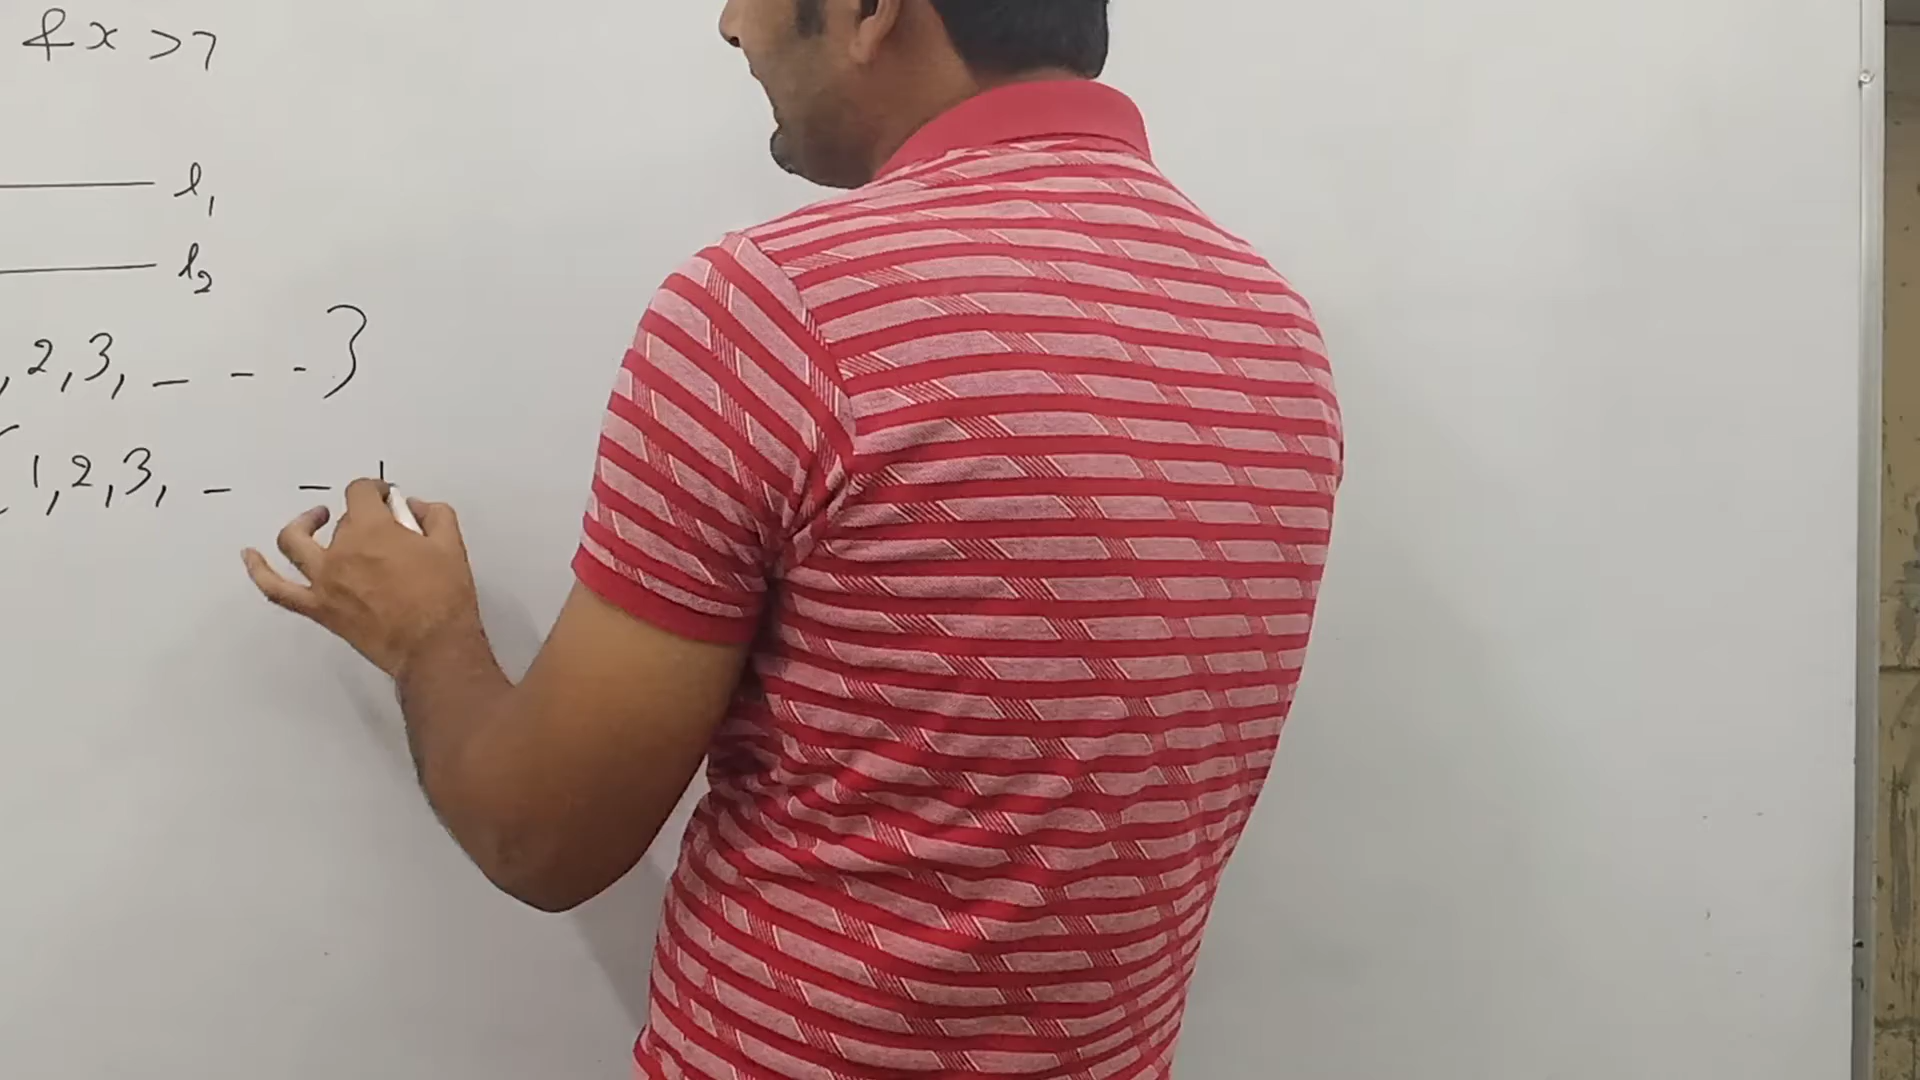 & x > 7
l₁
l₂
, 2, 3, _ _ - }
{ 1, 2, 3, _ _